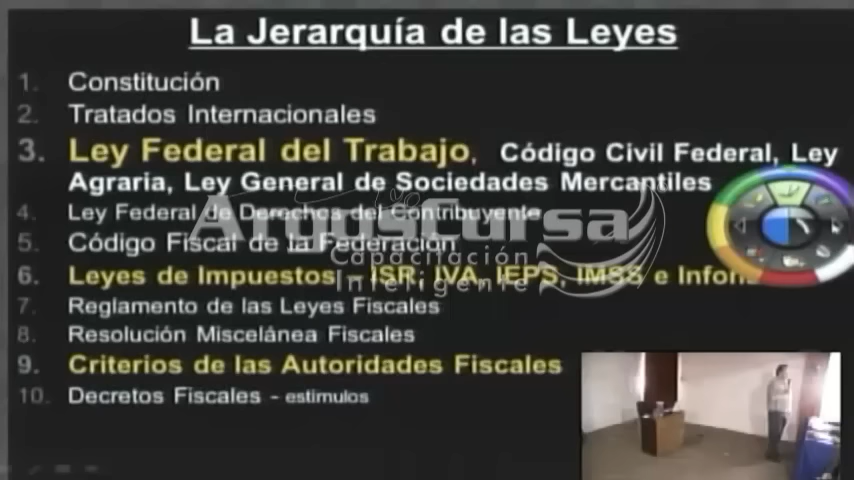 La Jerarquía de las Leyes
1. Constitución
2. Tratados Internacionales
3. Ley Federal del Trabajo, Código Civil Federal, Ley
Agraria, Ley General de Sociedades Mercantiles
4. Ley Federal de Derechos del Contribuyente
5. Código Fiscal de la Federación
6. Leyes de Impuestos – ISR, IVA, IEPS, IMSS e
7. Reglamento de las Leyes Fiscales
8. Resolución Miscelánea Fiscales
9. Criterios de las Autoridades Fiscales
10. Decretos Fiscales - estimulos
ArgusCursa
Capacitación
Inteligente